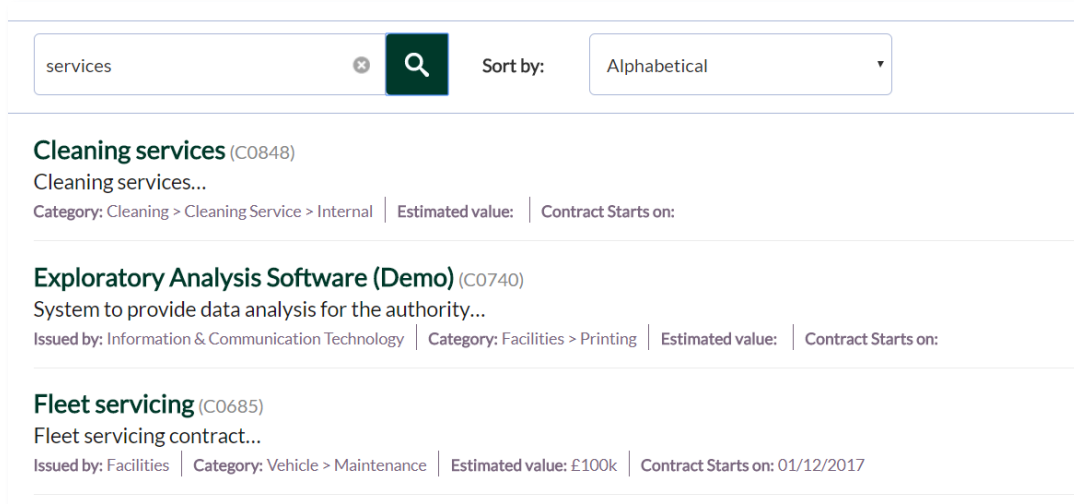 services Sort by: Alphabetical
Cleaning services (C0848)
Cleaning services...
Category: Cleaning > Cleaning Service > Internal Estimated value: Contract Starts on:
Exploratory Analysis Software (Demo) (C0740)
System to provide data analysis for the authority...
Issued by: Information & Communication Technology Category: Facilities > Printing Estimated value: Contract Starts on:
Fleet servicing (C0685)
Fleet servicing contract...
Issued by: Facilities Category: Vehicle > Maintenance Estimated value: £100k Contract Starts on: 01/12/2017